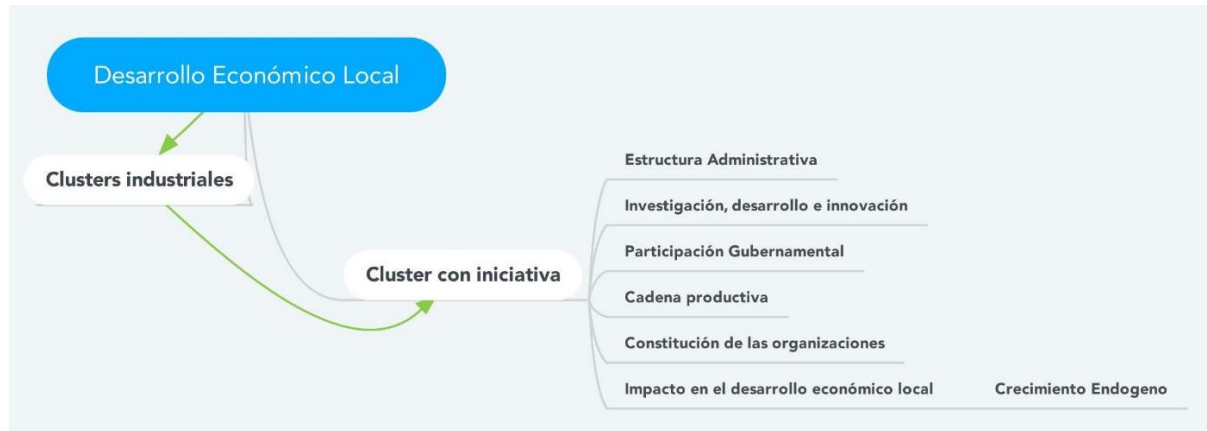 Desarrollo Económico Local
Clusters industriales
Cluster con iniciativa
Estructura Administrativa
Investigación, desarrollo e innovación
Participación Gubernamental
Cadena productiva
Constitución de las organizaciones
Impacto en el desarrollo económico local
Crecimiento Endogeno